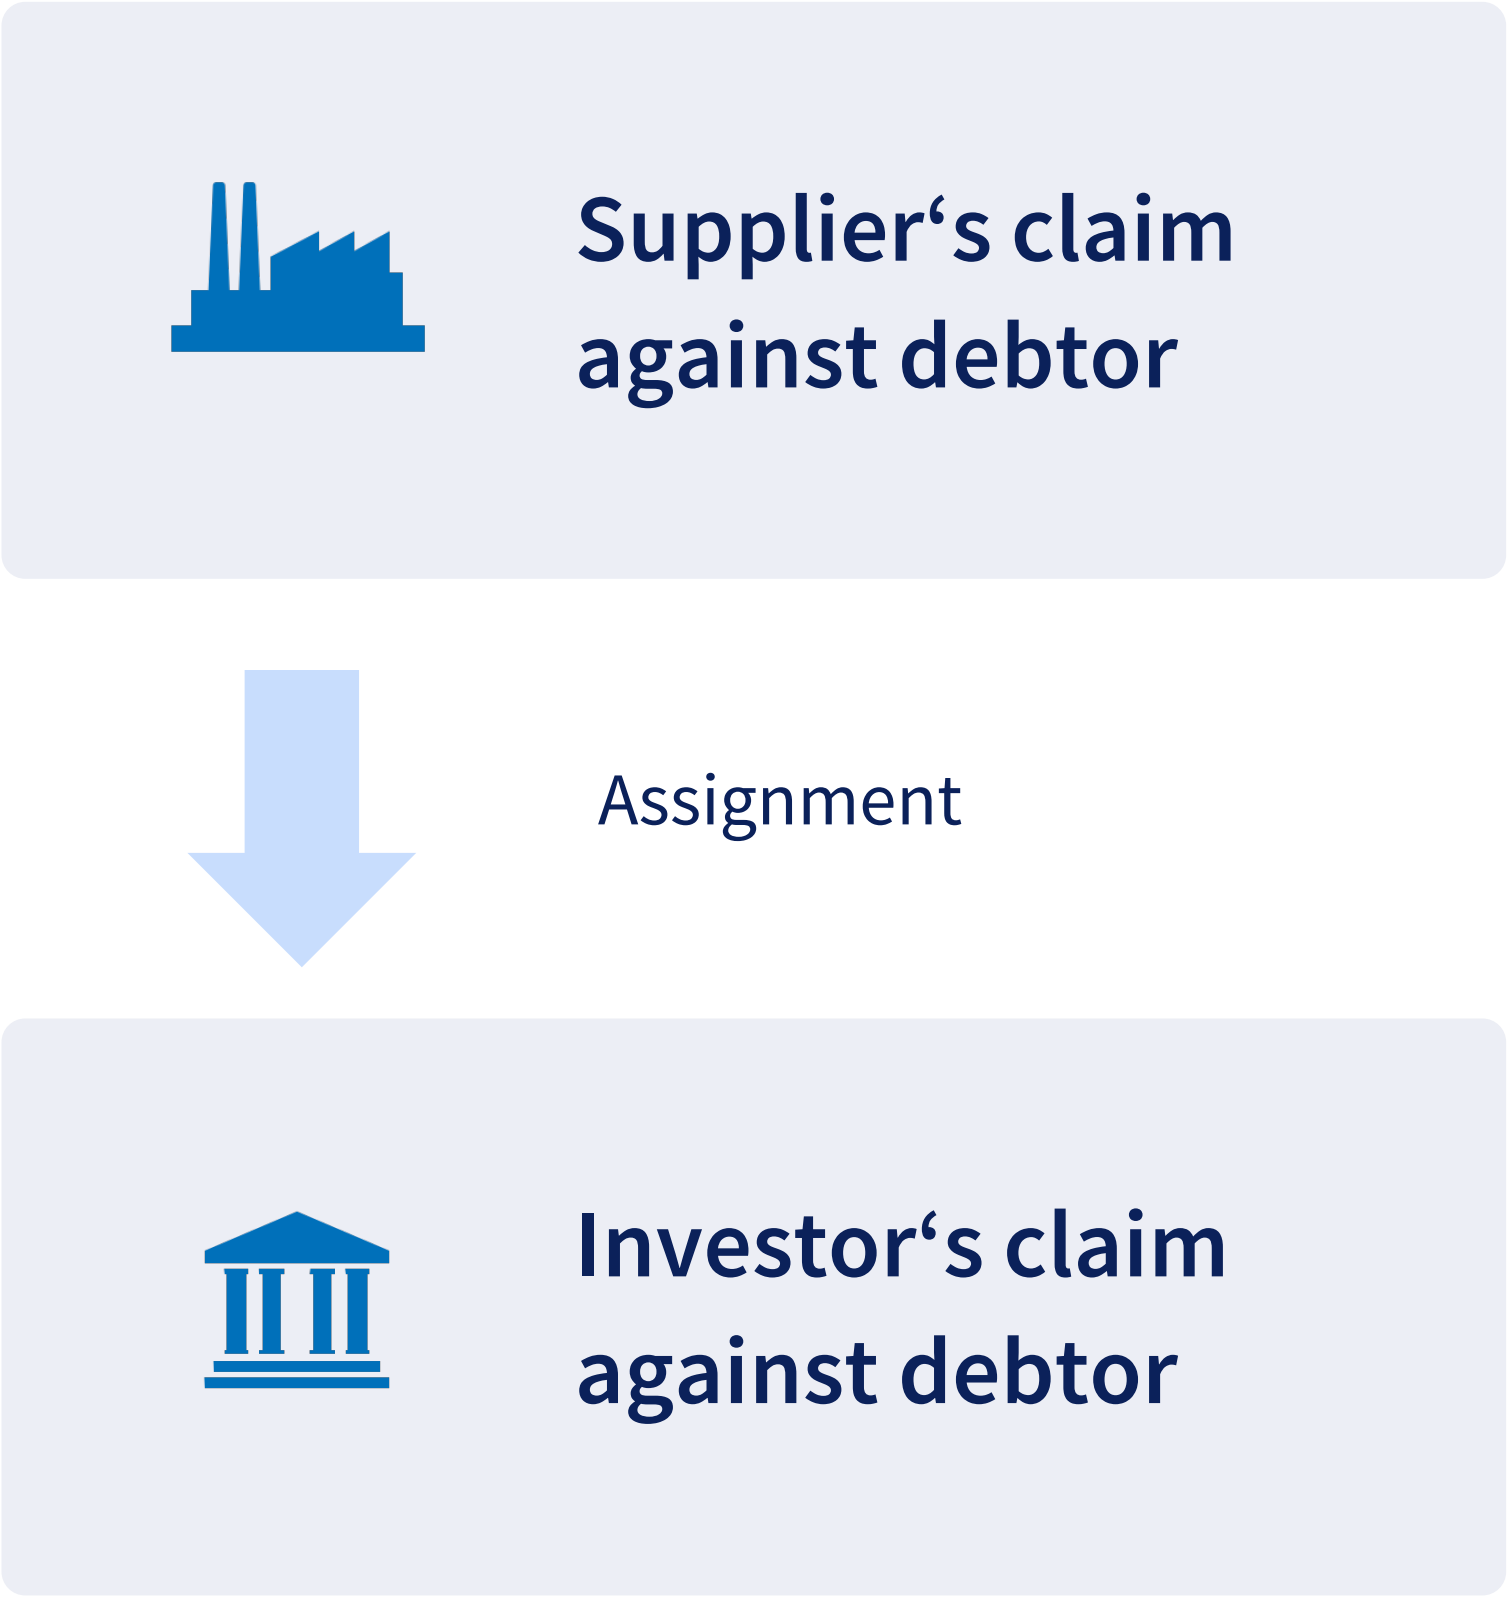 Supplier‘s claim
against debtor
Assignment
Investor‘s claim
against debtor